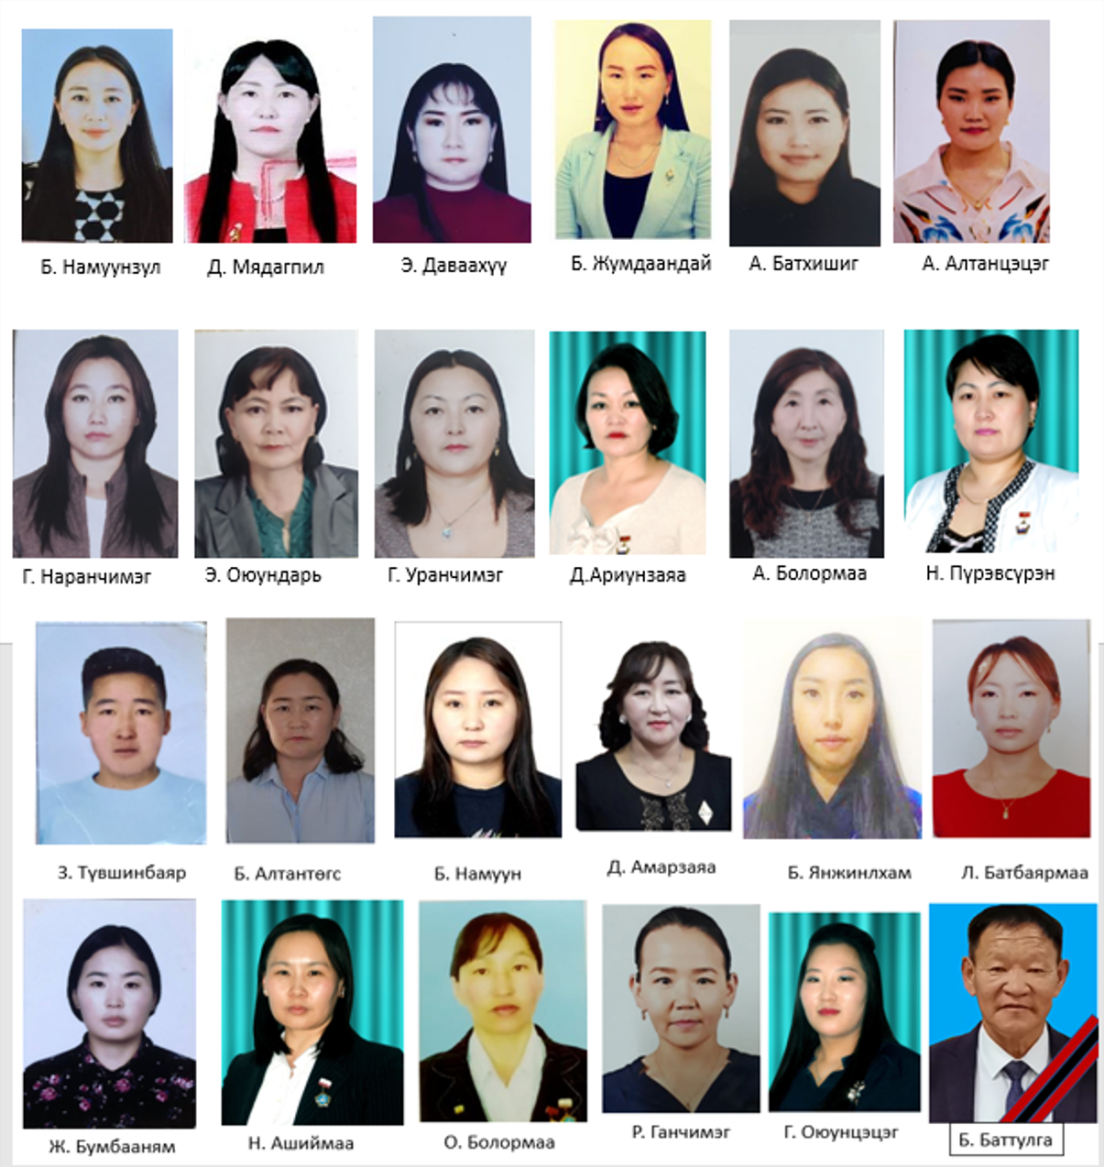 Б. Намуунзул
Д. Мядагпил
Э. Даваахүү
Б. Жумдаандай
А. Батхишиг
А. Алтанцэцэг
Г. Наранчимэг
Э. Оюундарь
Г. Уранчимэг
Д.Ариунзаяа
А. Болормаа
Н. Пүрэвсүрэн
З. Түвшинбаяр
Б. Алтантөгс
Б. Намуун
Д. Амарзаяа
Б. Янжинлхам
Л. Батбаярмаа
Ж. Бумбааням
Н. Ашиймаа
О. Болормаа
Р. Ганчимэг
Г. Оюунцэцэг
Б. Баттулга